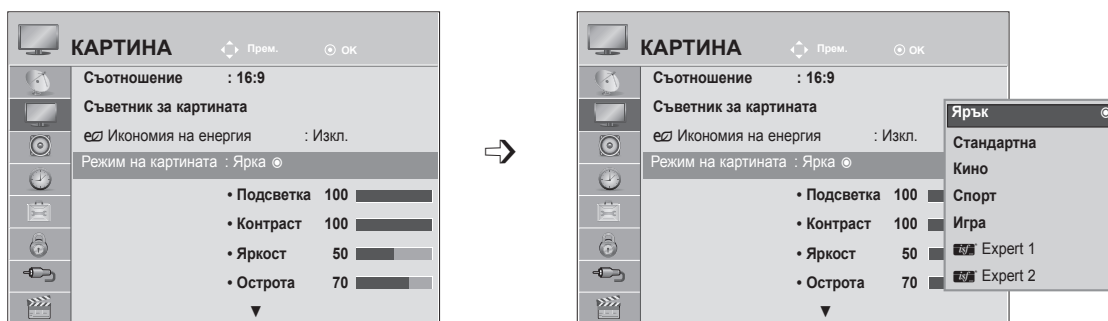 КАРТИНА Прем. OK
Съотношение : 16:9
Съветник за картината
Икономия на енергия : Изкл.
Режим на картината : Ярка
• Подсветка 100
• Контраст 100
• Яркост 50
• Острота 70
КАРТИНА Прем. OK
Съотношение : 16:9
Съветник за картината
Икономия на енергия : Изкл.
Режим на картината : Ярка
• Подсветка 100
• Контраст 100
• Яркост 50
• Острота 70
Ярък
Стандартна
Кино
Спорт
Игра
isf Expert 1
isf Expert 2